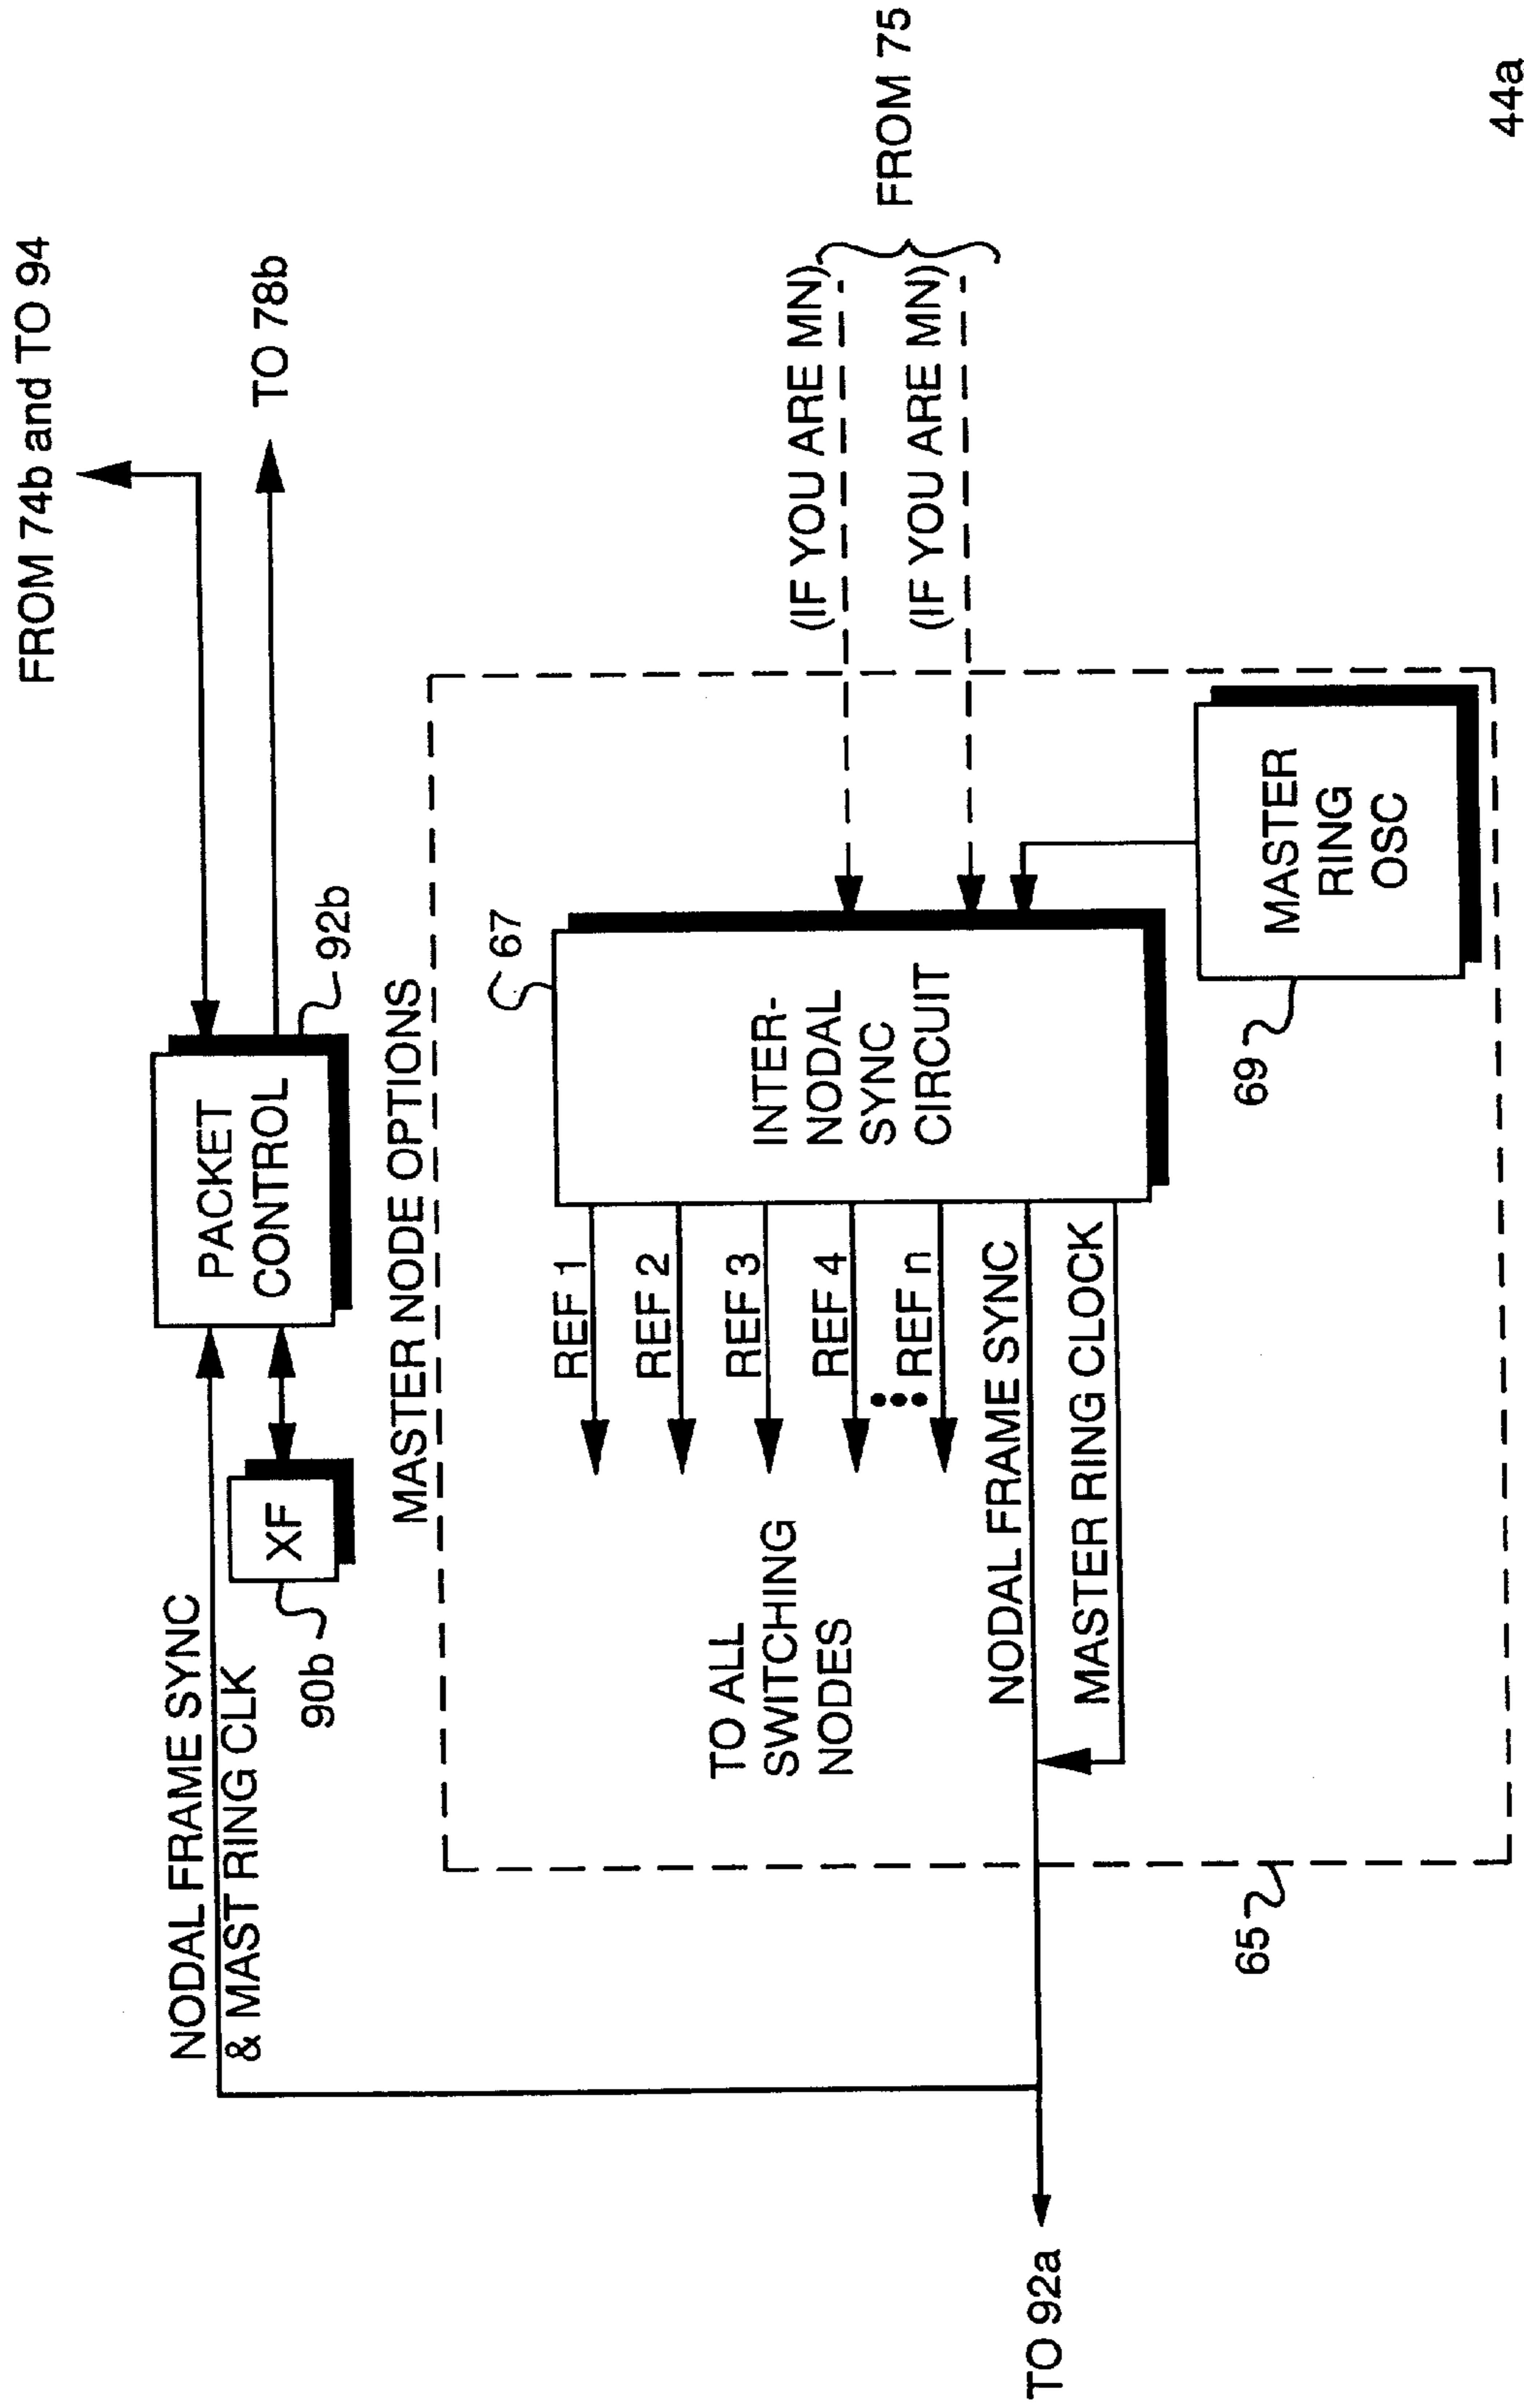 FROM 74b and TO 94
TO 78b
NODAL FRAME SYNC
& MAST RING CLK
XF
90b
PACKET
CONTROL
92b
MASTER NODE OPTIONS
67
REF 1
REF 2
REF 3
REF 4
REF n
TO ALL
SWITCHING
NODES
INTER-
NODAL
SYNC
CIRCUIT
(IF YOU ARE MN)
(IF YOU ARE MN)
FROM 75
NODAL FRAME SYNC
MASTER RING CLOCK
TO 92a
MASTER
RING
OSC
69
65
44a